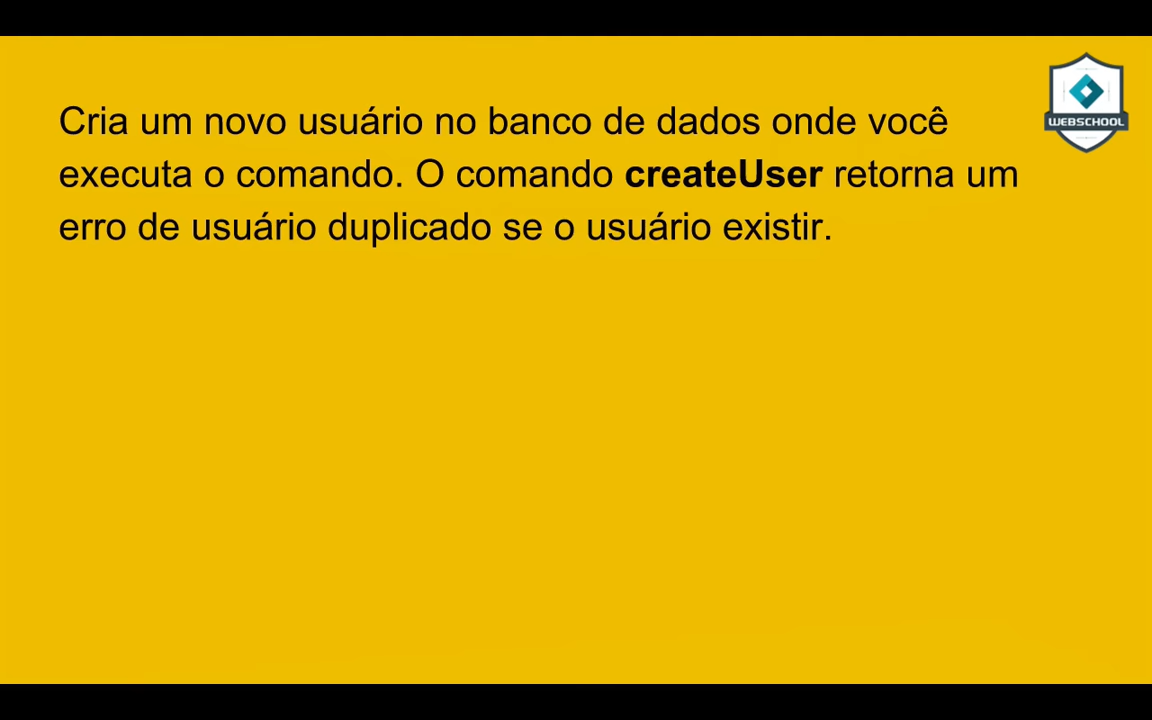 Cria um novo usuário no banco de dados onde você
executa o comando. O comando createUser retorna um
erro de usuário duplicado se o usuário existir.
WEBSCHOOL